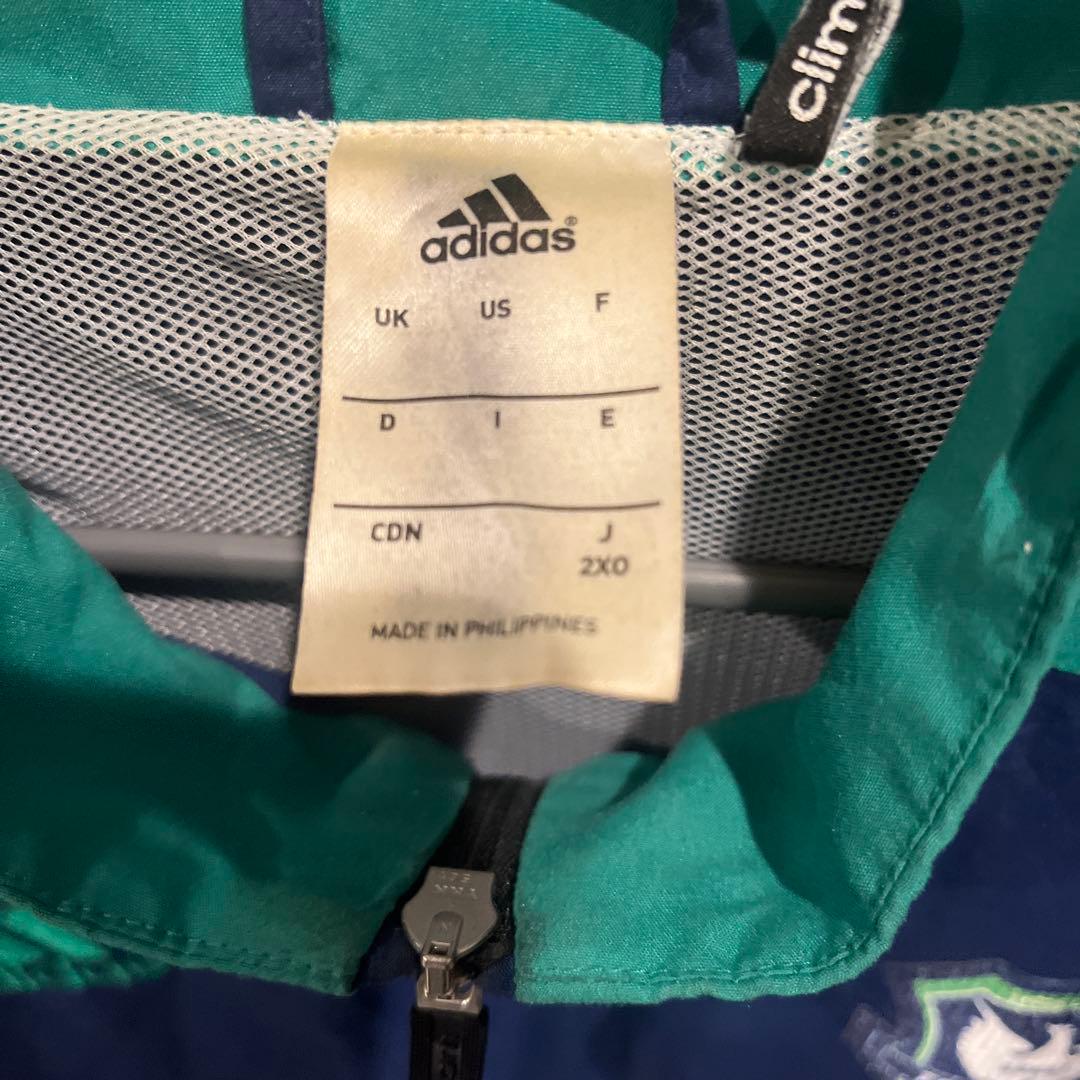 clim
adidas®
UK US F
D I E
CDN J
2XO
MADE IN PHILIPPINES